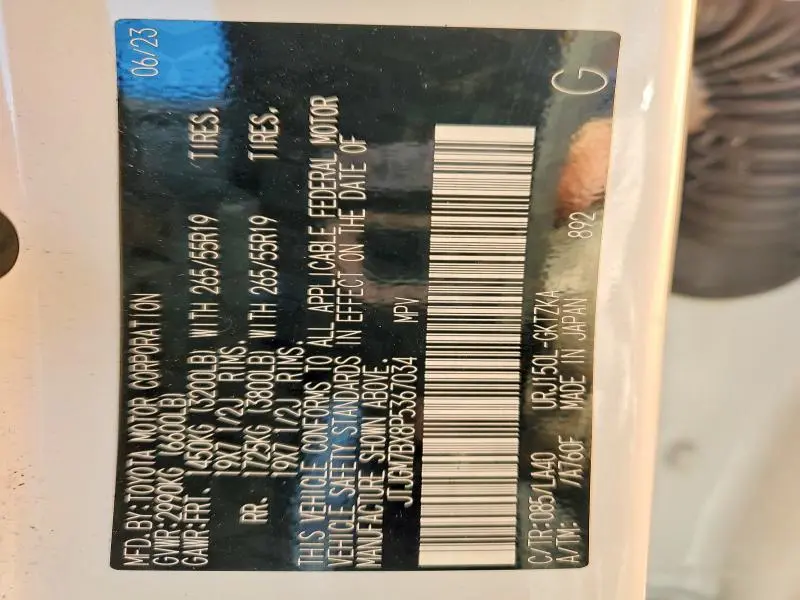 MFD.BY:TOYOTA MOTOR CORPORATION 06/23
GVWR:2990KG (6600LB)
GAWR:FRT. 1450KG (3200LB) WITH 265/55R19 TIRES,
19X7 1/2J RIMS.
RR. 1725KG (3800LB) WITH 265/55R19 TIRES,
19X7 1/2J RIMS.
THIS VEHICLE CONFORMS TO ALL APPLICABLE FEDERAL MOTOR
VEHICLE SAFETY STANDARDS IN EFFECT ON THE DATE OF
MANUFACTURE SHOWN ABOVE.
JTJGM7BX8P5367034 MPV
C/TR:085/LA40 URJ150L-GKTZKA 892 G
A/TM: /A760F MADE IN JAPAN